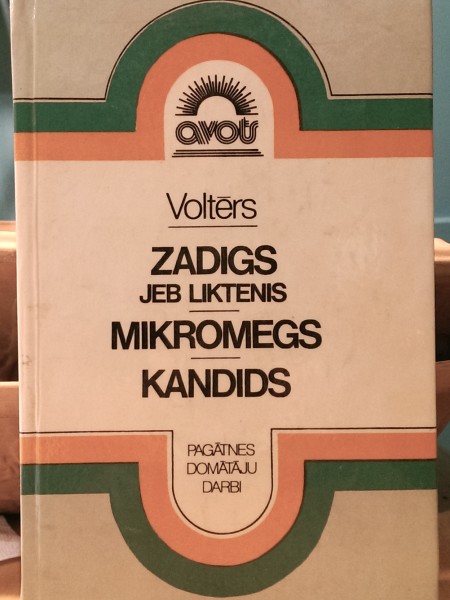 avots
Voltērs
ZADIGS
JEB LIKTENIS
MIKROMEGS
KANDIDS
PAGĀTNES
DOMĀTĀJU
DARBI